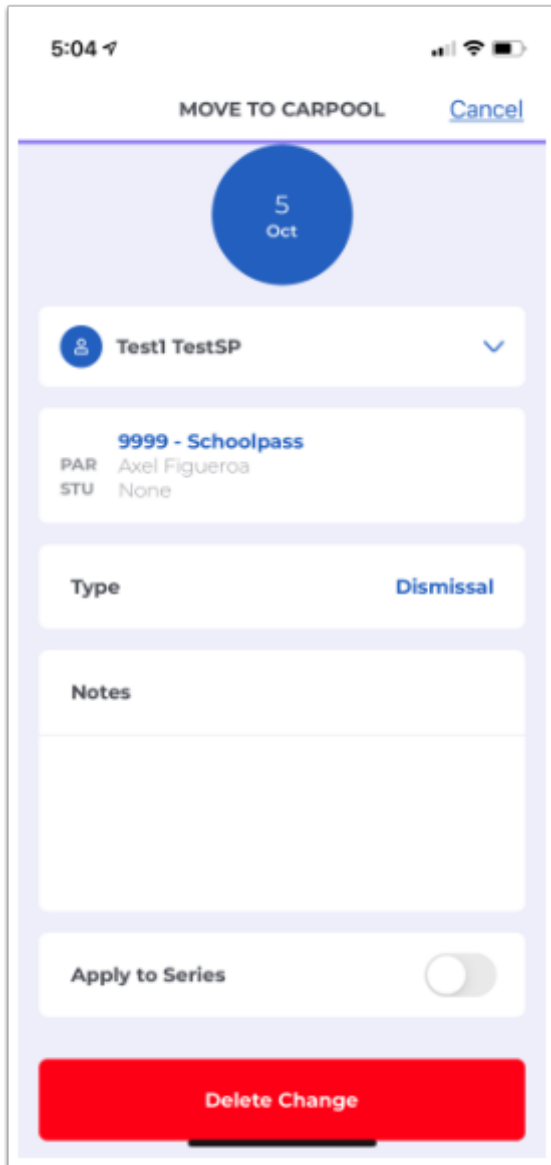 5:04
MOVE TO CARPOOL Cancel
5
Oct
Test1 TestSP
9999 - Schoolpass
PAR Axel Figueroa
STU None
Type Dismissal
Notes
Apply to Series
Delete Change